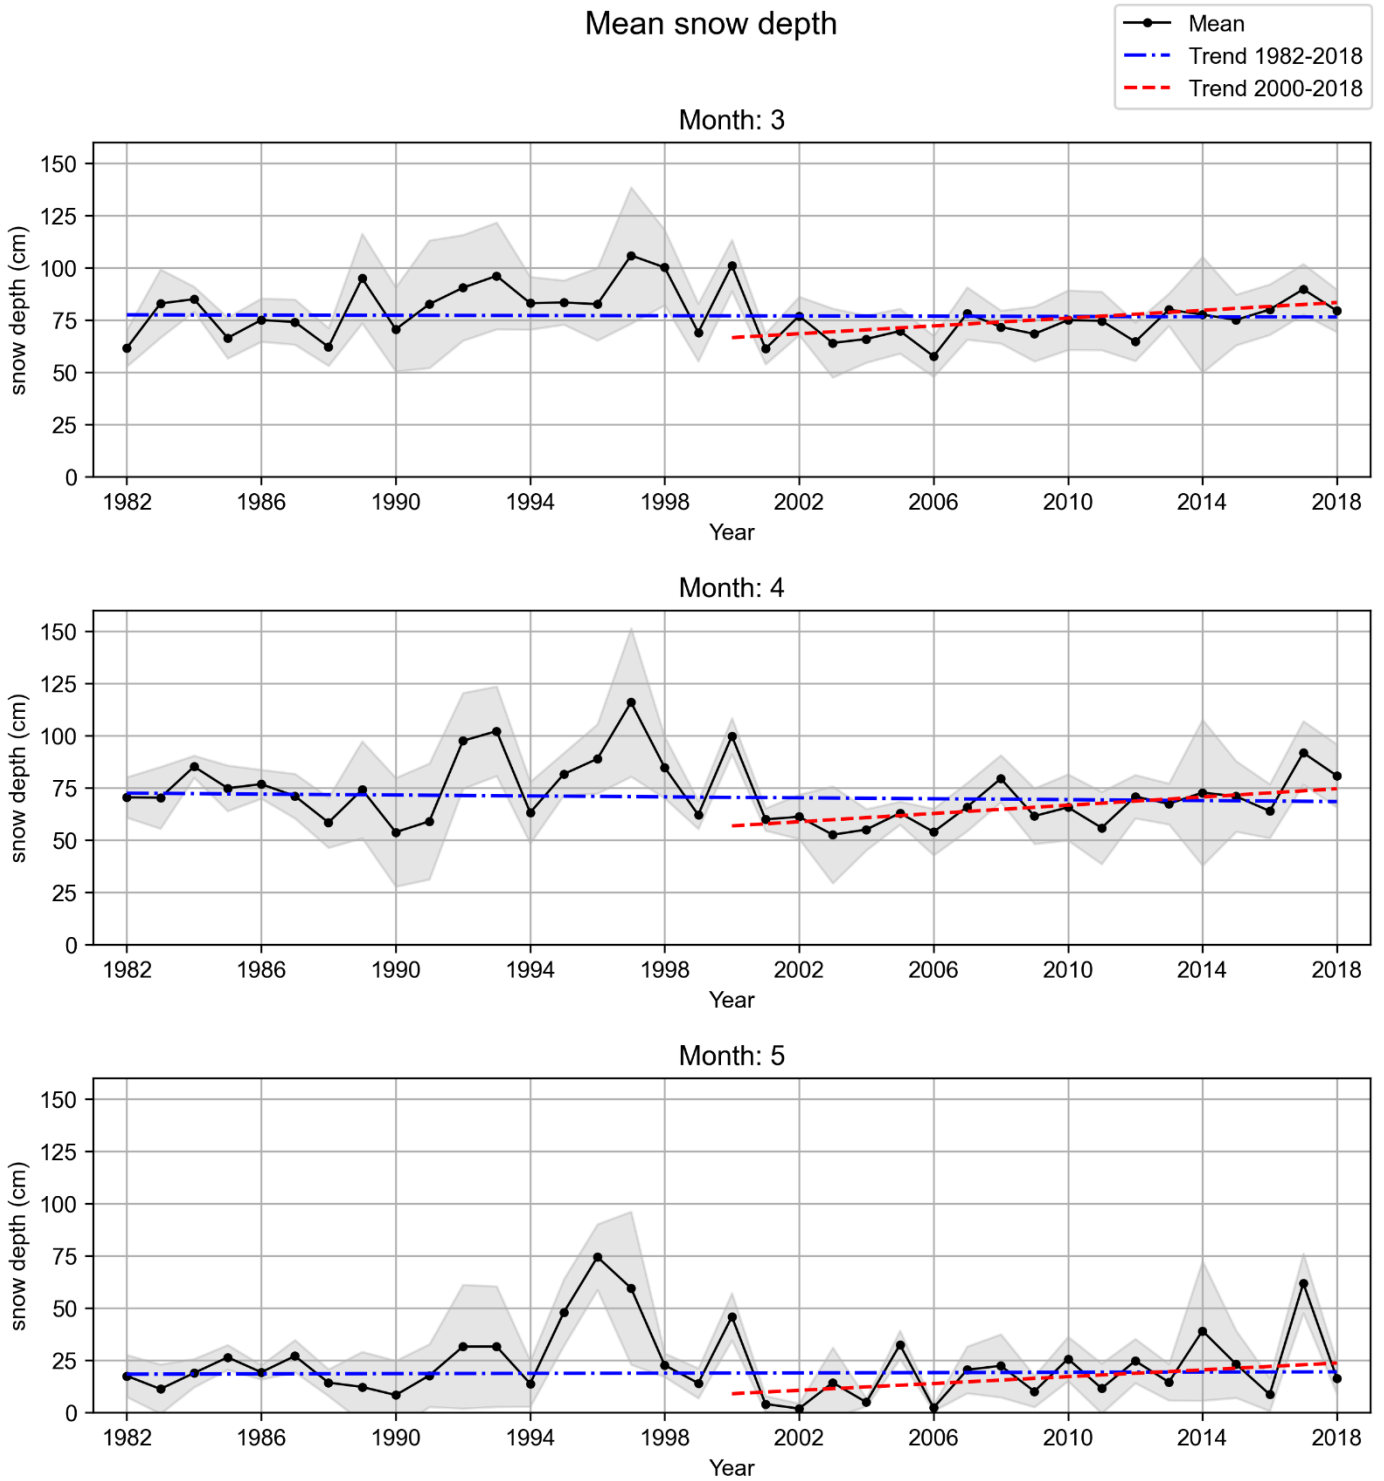 Mean snow depth
Mean
Trend 1982-2018
Trend 2000-2018
Month: 3
snow depth (cm)
150
125
100
75
50
25
0
1982 1986 1990 1994 1998 2002 2006 2010 2014 2018
Year
Month: 4
snow depth (cm)
150
125
100
75
50
25
0
1982 1986 1990 1994 1998 2002 2006 2010 2014 2018
Year
Month: 5
snow depth (cm)
150
125
100
75
50
25
0
1982 1986 1990 1994 1998 2002 2006 2010 2014 2018
Year